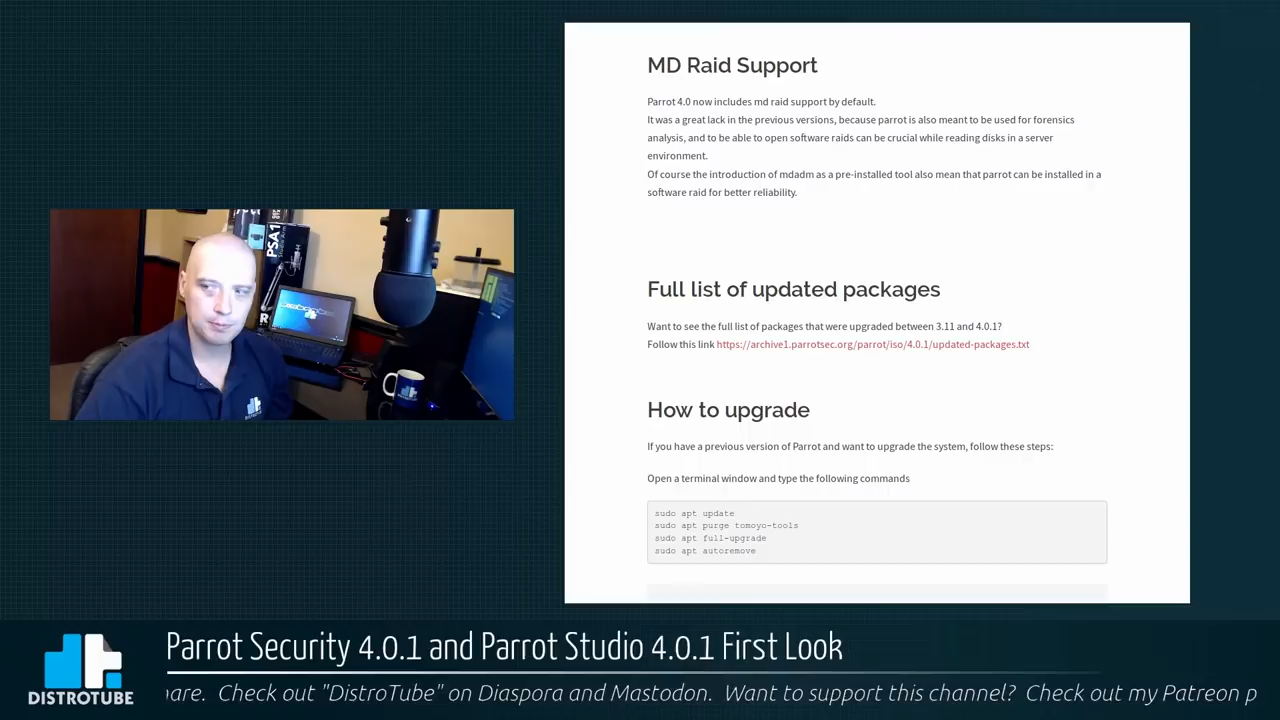 MD Raid Support
Parrot 4.0 now includes md raid support by default.
It was a great lack in the previous versions, because parrot is also meant to be used for forensics
analysis, and to be able to open software raids can be crucial while reading disks in a server
environment.
Of course the introduction of mdadm as a pre-installed tool also mean that parrot can be installed in a
software raid for better reliability.
PSA1
Full list of updated packages
Want to see the full list of packages that were upgraded between 3.11 and 4.0.1?
Follow this link https://archive1.parrotsec.org/parrot/iso/4.0.1/updated-packages.txt
How to upgrade
If you have a previous version of Parrot and want to upgrade the system, follow these steps:
Open a terminal window and type the following commands
sudo apt update
sudo apt purge tomoyo-tools
sudo apt full-upgrade
sudo apt autoremove
Parrot Security 4.0.1 and Parrot Studio 4.0.1 First Look
are. Check out "DistroTube" on Diaspora and Mastodon. Want to support this channel? Check out my Patreon p
DISTROTUBE